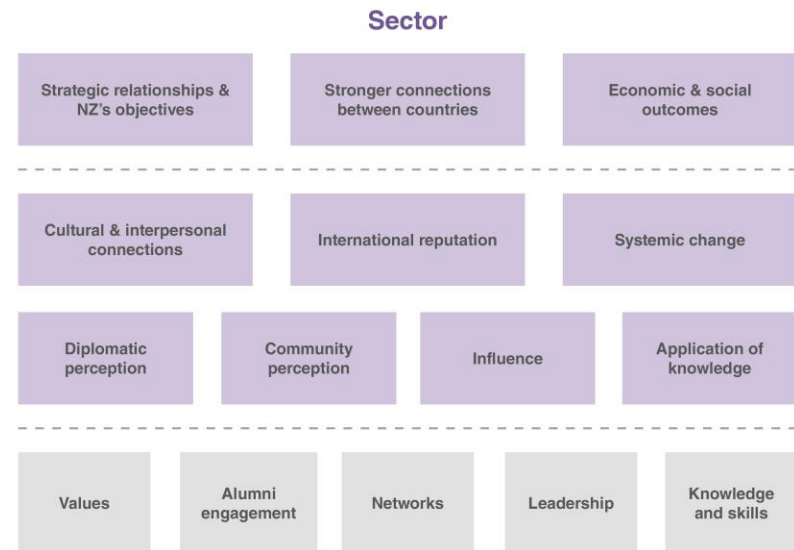 Sector
Strategic relationships &
NZ's objectives
Stronger connections
between countries
Economic & social
outcomes
Cultural & interpersonal
connections
International reputation
Systemic change
Diplomatic
perception
Community
perception
Influence
Application of
knowledge
Values
Alumni
engagement
Networks
Leadership
Knowledge
and skills